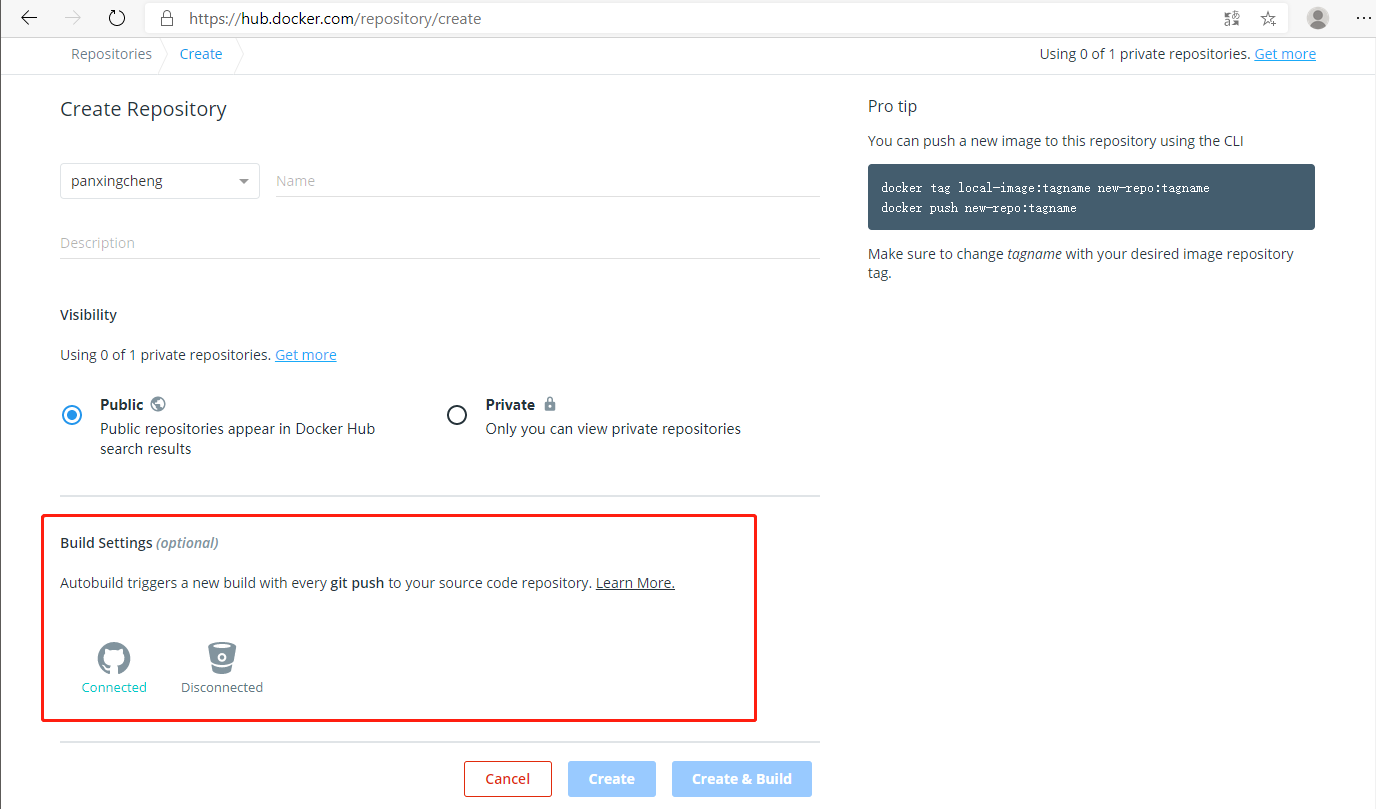 https://hub.docker.com/repository/create
Repositories
Create
Using 0 of 1 private repositories. Get more
Create Repository
panxingcheng
Name
Description
Visibility
Using 0 of 1 private repositories. Get more
Public
Public repositories appear in Docker Hub
search results
Private
Only you can view private repositories
Build Settings (optional)
Autobuild triggers a new build with every git push to your source code repository. Learn More.
Connected
Disconnected
Cancel
Create
Create & Build
Pro tip
You can push a new image to this repository using the CLI
docker tag local-image:tagname new-repo:tagname
docker push new-repo:tagname
Make sure to change tagname with your desired image repository
tag.